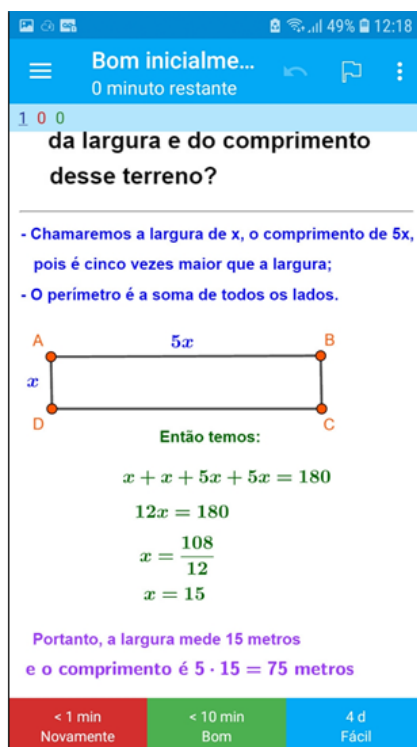 49% 12:18
Bom inicialme...
0 minuto restante
1 0 0
da largura e do comprimento
desse terreno?
- Chamaremos a largura de x, o comprimento de 5x,
pois é cinco vezes maior que a largura;
- O perímetro é a soma de todos os lados.
A 5x B
x
D C
Então temos:
x + x + 5x + 5x = 180
12x = 180
x = 108/12
x = 15
Portanto, a largura mede 15 metros
e o comprimento é 5 · 15 = 75 metros
< 1 min < 10 min 4 d
Novamente Bom Fácil